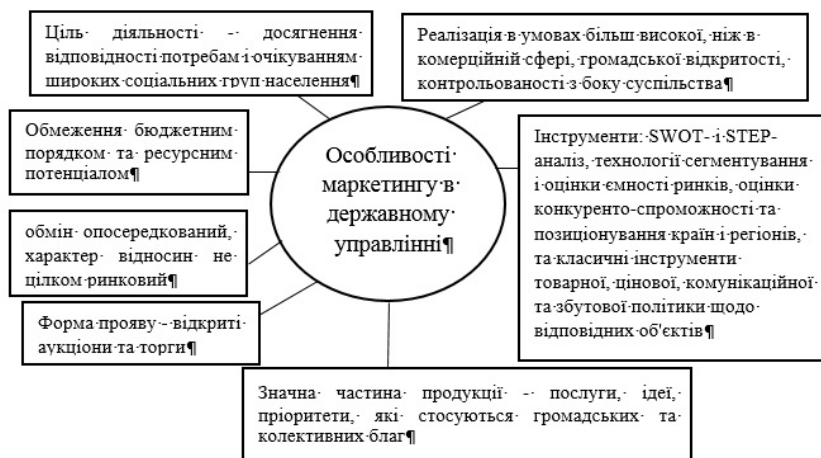 Ціль діяльності - досягнення
відповідності потребам і очікуванням
широких соціальних груп населення¶
Реалізація в умовах більш високої, ніж в
комерційній сфері, громадської відкритості,
контрольованості з боку суспільства¶
Обмеження бюджетним
порядком та ресурсним
потенціалом¶
Особливості
маркетингу в
державному
управлінні¶
Інструменти: SWOT- і STEP-
аналіз, технології сегментування
і оцінки ємності ринків, оцінки
конкуренто-спроможності та
позиціонування країн і регіонів,
та класичні інструменти
товарної, цінової, комунікаційної
та збутової політики щодо
відповідних об'єктів¶
обмін опосередкований,
характер відносин не
цілком ринковий¶
Форма прояву - відкриті
аукціони та торги¶
Значна частина продукції - послуги, ідеї,
пріоритети, які стосуються громадських та
колективних благ¶